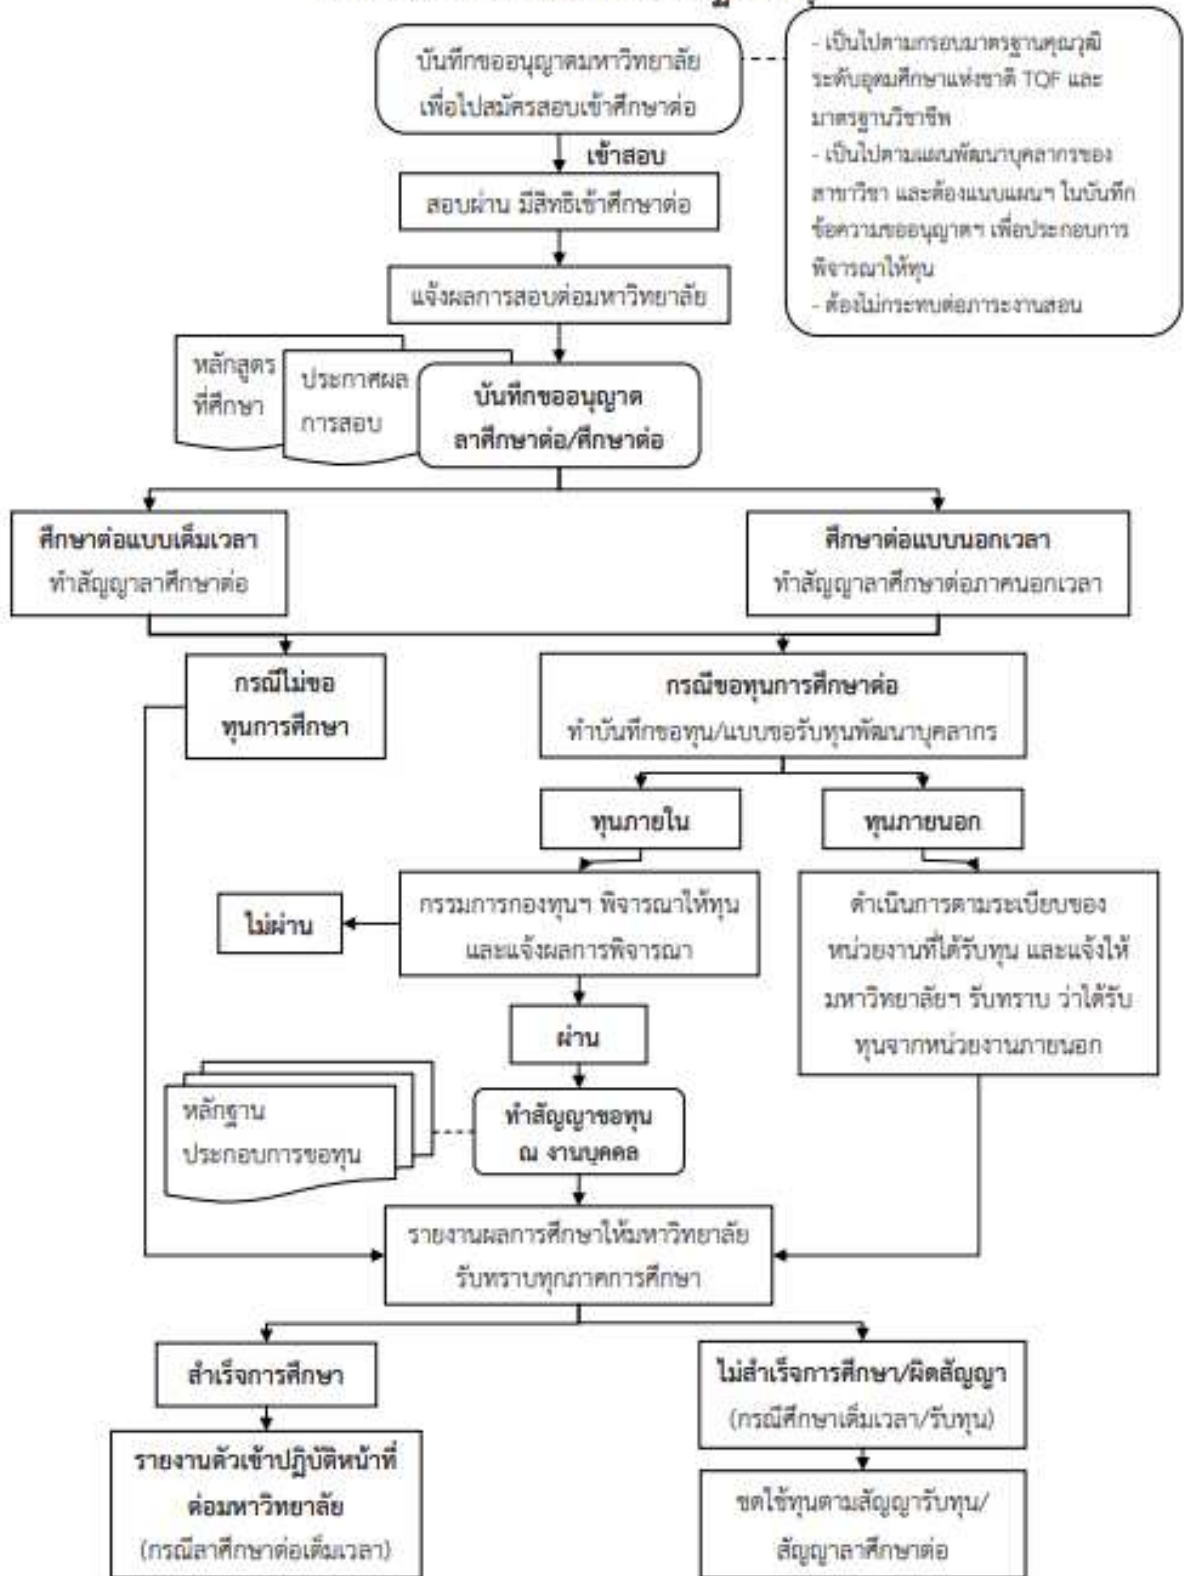 บันทึกขออนุญาตมหาวิทยาลัย
เพื่อไปสมัครสอบเข้าศึกษาต่อ
- เป็นไปตามกรอบมาตรฐานคุณวุฒิ
ระดับอุดมศึกษาแห่งชาติ TQF และ
มาตรฐานวิชาชีพ
- เป็นไปตามแผนพัฒนาบุคลากรของ
สาขาวิชา และต้องแนบแผนฯ ในบันทึก
ข้อความขออนุญาตฯ เพื่อประกอบการ
พิจารณาให้ทุน
- ต้องไม่กระทบต่อภาระงานสอน
เข้าสอบ
สอบผ่าน มีสิทธิเข้าศึกษาต่อ
แจ้งผลการสอบต่อมหาวิทยาลัย
หลักสูตร
ที่ศึกษา
ประกาศผล
การสอบ
บันทึกขออนุญาต
ลาศึกษาต่อ/ศึกษาต่อ
ศึกษาต่อแบบเต็มเวลา
ทำสัญญาลาศึกษาต่อ
ศึกษาต่อแบบนอกเวลา
ทำสัญญาลาศึกษาต่อภาคนอกเวลา
กรณีไม่ขอ
ทุนการศึกษา
กรณีขอทุนการศึกษาต่อ
ทำบันทึกขอทุน/แบบขอรับทุนพัฒนาบุคลากร
ทุนภายใน
ทุนภายนอก
ไม่ผ่าน
กรรมการกองทุนฯ พิจารณาให้ทุน
และแจ้งผลการพิจารณา
ดำเนินการตามระเบียบของ
หน่วยงานที่ได้รับทุน และแจ้งให้
มหาวิทยาลัยฯ รับทราบ ว่าได้รับ
ทุนจากหน่วยงานภายนอก
ผ่าน
หลักฐาน
ประกอบการขอทุน
ทำสัญญาขอทุน
ณ งานบุคคล
รายงานผลการศึกษาให้มหาวิทยาลัย
รับทราบทุกภาคการศึกษา
สำเร็จการศึกษา
ไม่สำเร็จการศึกษา/ผิดสัญญา
(กรณีศึกษาเต็มเวลา/รับทุน)
รายงานตัวเข้าปฏิบัติหน้าที่
ต่อมหาวิทยาลัย
(กรณีลาศึกษาต่อเต็มเวลา)
ชดใช้ทุนตามสัญญารับทุน/
สัญญาลาศึกษาต่อ